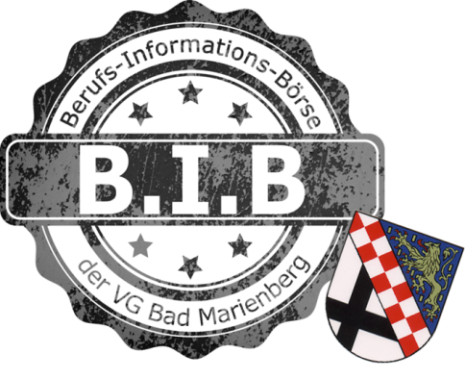 Berufs-Informations-Börse
B.I.B
der VG Bad Marienberg